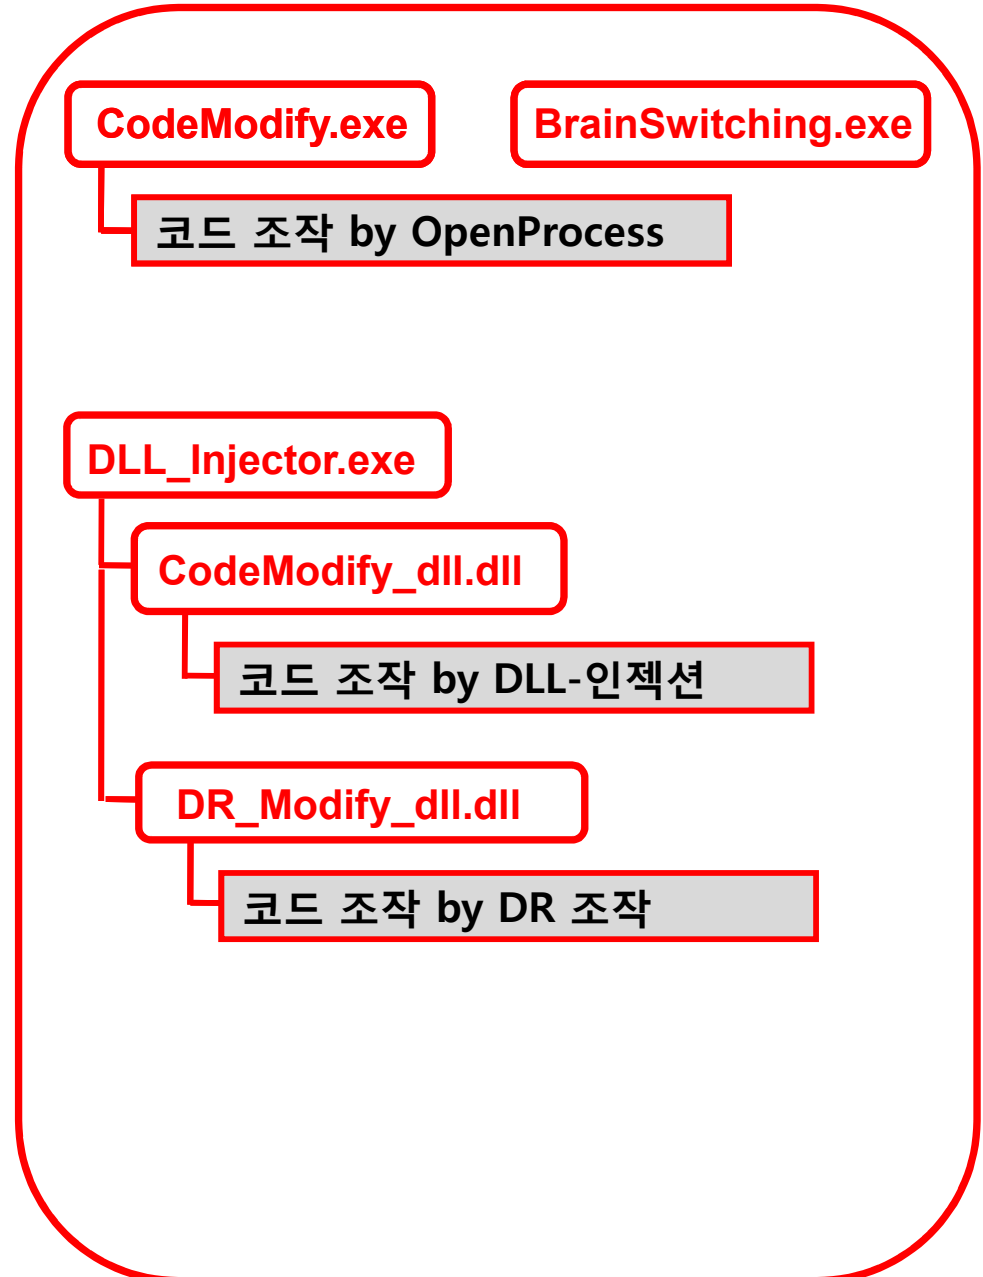 CodeModify.exe
BrainSwitching.exe
코드 조작 by OpenProcess
DLL_Injector.exe
CodeModify_dll.dll
코드 조작 by DLL-인젝션
DR_Modify_dll.dll
코드 조작 by DR 조작